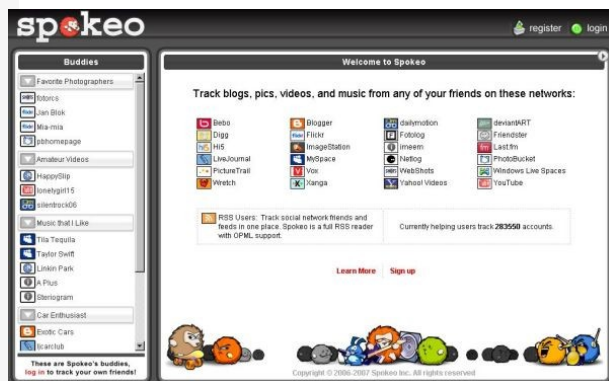 spokeo
register
login
Buddies
Favorite Photographers
fotorcs
Jan Blok
Mia-mia
pbhomepage
Amateur Videos
HappySlip
lonelygirl15
silentrock06
Music that I Like
Tila Tequila
Taylor Swift
Linkin Park
A Plus
Steriogram
Car Enthusiast
Exotic Cars
ticarclub
These are Spokeo's buddies,
log in to track your own friends!
Welcome to Spokeo
Track blogs, pics, videos, and music from any of your friends on these networks:
Bebo Blogger dailymotion deviantART
Digg Flickr Fotolog Friendster
Hi5 ImageStation imeem Last.fm
LiveJournal MySpace Netlog PhotoBucket
PictureTrail Vox WebShots Windows Live Spaces
Wretch Xanga Yahoo! Videos YouTube
RSS Users: Track social network friends and
feeds in one place. Spokeo is a full RSS reader
with OPML support.
Currently helping users track 283550 accounts.
Learn More Sign up
Copyright © 2006-2007 Spokeo Inc. All rights reserved